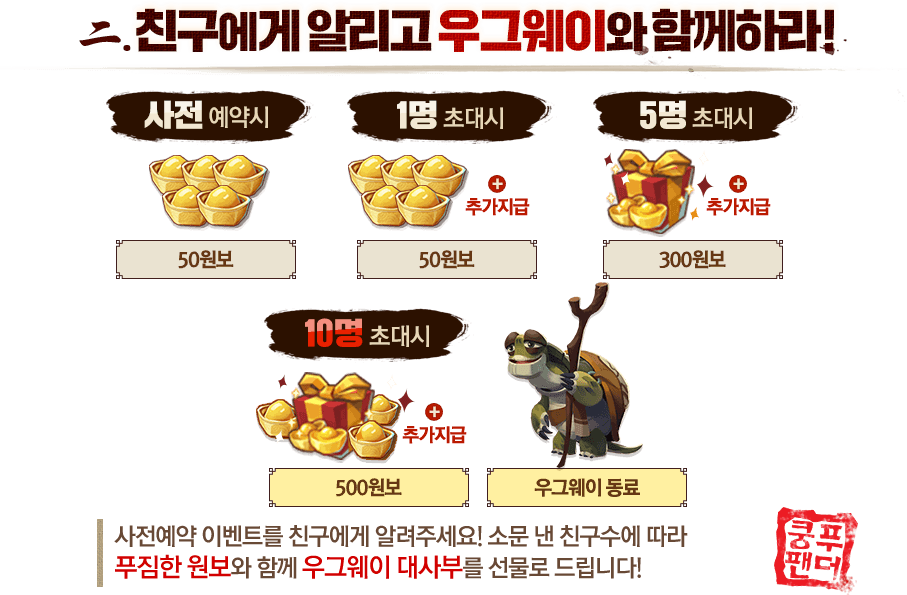 二. 친구에게 알리고 우그웨이와 함께하라!
사전 예약시
1명 초대시
5명 초대시
+
추가지급
+
추가지급
50원보
50원보
300원보
10명 초대시
+
추가지급
500원보
우그웨이 동료
사전예약 이벤트를 친구에게 알려주세요! 소문 낸 친구수에 따라
푸짐한 원보와 함께 우그웨이 대사부를 선물로 드립니다!
쿵푸
팬더